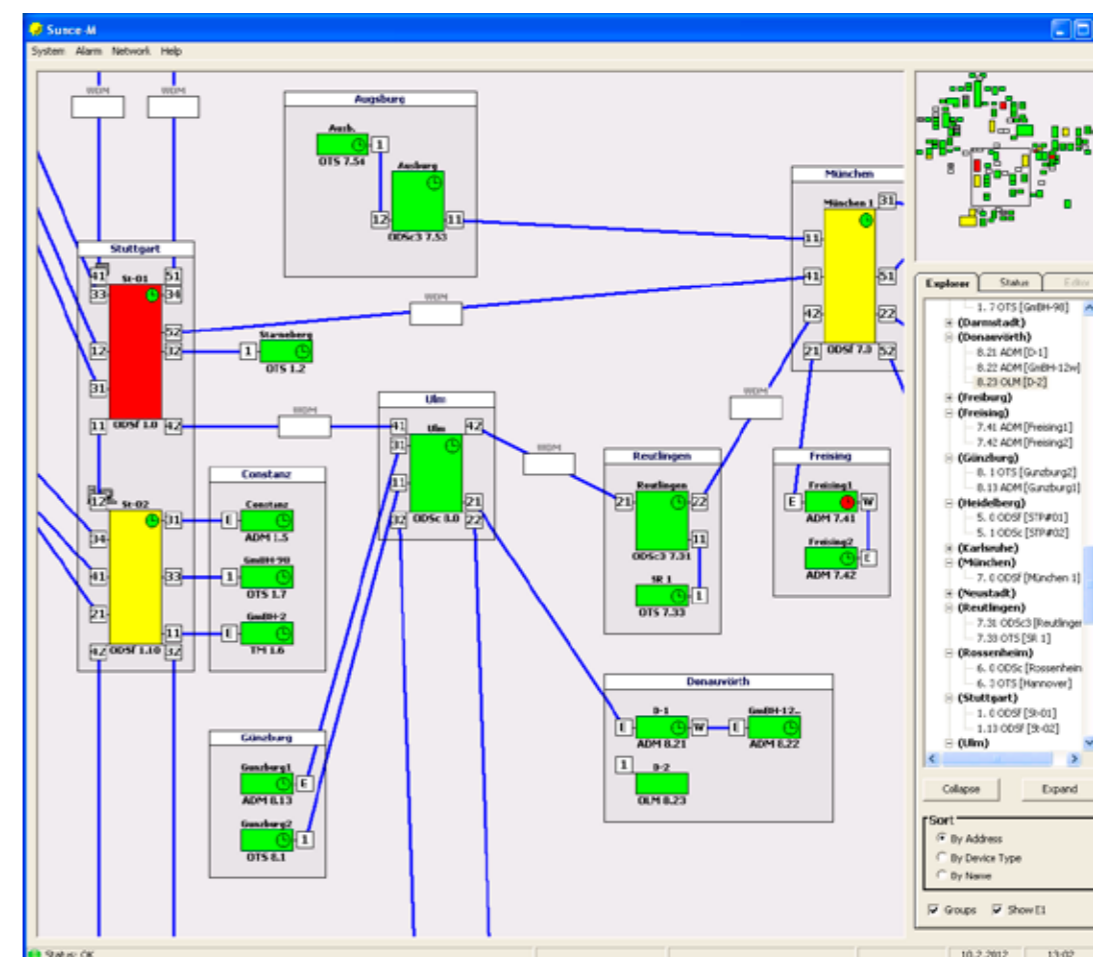 Sunce-M
System Alarm Network Help
WDM WDM
Augsburg
Ausb.
1
OTS 7.54
Ausburg
12 11
ODSc3 7.53
München
München 1 31
11
41 51
42 22
21 ODSf 7.0 52
Stuttgart
41 St-01 51
33 34
52
12 32
31
11 ODSf 1.0 42
WDM
Starneberg
1
OTS 1.2
WDM
Ulm
41 Ulm 42
31
11
21
32 ODSc 8.0 22
WDM
WDM
Reutlingen
Reutlingen
21 22
11
ODSc3 7.31
SR 1
1
OTS 7.33
Freising
Freising1
E W
ADM 7.41
Freising2
E
ADM 7.42
12 St-02
31
34
41 33
21
11
42 ODSf 1.10 32
Constanz
Constanz
E
ADM 1.5
GmBH-98
1
OTS 1.7
GmBH-2
E
TM 1.6
Günzburg
Gunzburg1
E
ADM 8.13
Gunzburg2
1
OTS 8.1
Donauvörth
D-1 GmBH-12..
E W E
ADM 8.21 ADM 8.22
1 D-2
OLM 8.23
Explorer Status Editor
1. 7 OTS [GmBH-98]
(Darmstadt)
(Donauvörth)
8.21 ADM [D-1]
8.22 ADM [GmBH-12w]
8.23 OLM [D-2]
(Freiburg)
(Freising)
7.41 ADM [Freising1]
7.42 ADM [Freising2]
(Günzburg)
8. 1 OTS [Gunzburg2]
8.13 ADM [Gunzburg1]
(Heidelberg)
5. 0 ODSf [STP#01]
5. 1 ODSc [STP#02]
(Karlsruhe)
(München)
7. 0 ODSf [München 1]
(Neustadt)
(Reutlingen)
7.31 ODSc3 [Reutlinger
7.33 OTS [SR 1]
(Rossenheim)
6. 0 ODSc [Rossenhein
6. 3 OTS [Hannover]
(Stuttgart)
1. 0 ODSf [St-01]
1.10 ODSf [St-02]
(Ulm)
Collapse Expand
Sort
By Address
By Device Type
By Name
Groups Show E1
Status: OK 10.2.2012 13:02